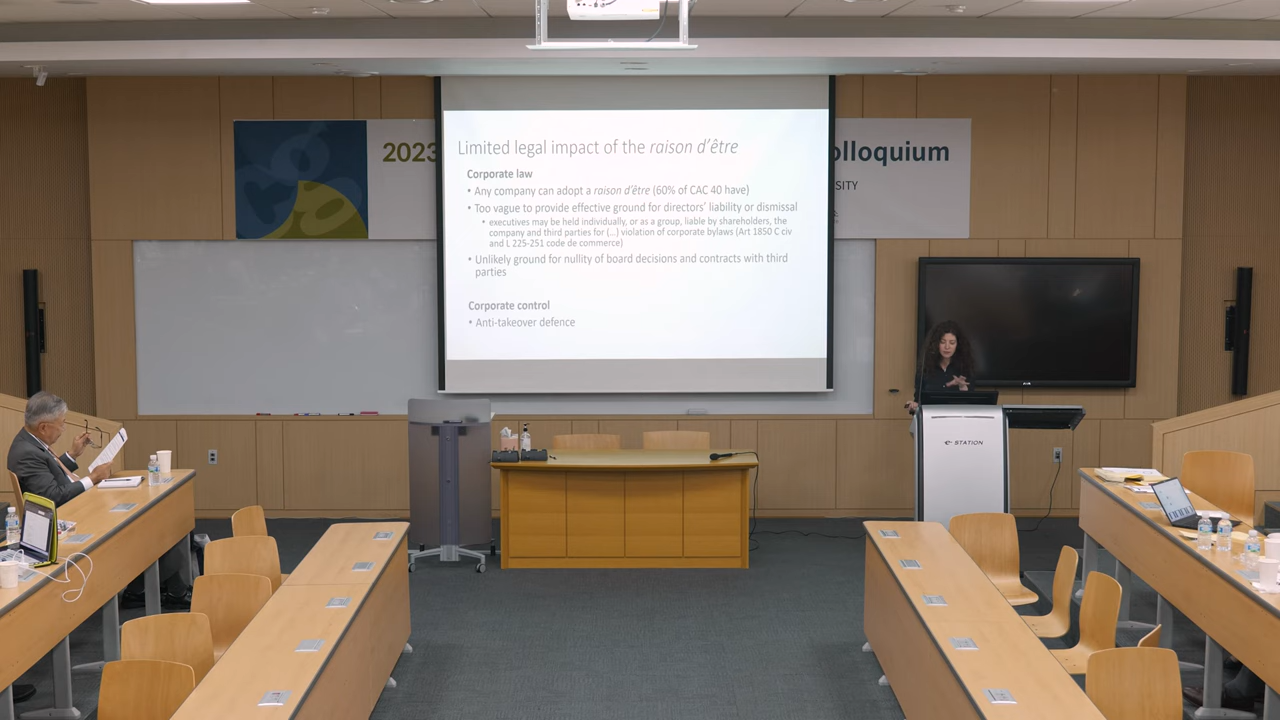 2023
olloquium
SITY
Limited legal impact of the raison d'être
Corporate law
• Any company can adopt a raison d'être (60% of CAC 40 have)
• Too vague to provide effective ground for directors' liability or dismissal
• executives may be held individually, or as a group, liable by shareholders, the
company and third parties for (...) violation of corporate bylaws (Art 1850 C civ
and L 225-251 code de commerce)
• Unlikely ground for nullity of board decisions and contracts with third
parties
Corporate control
• Anti-takeover defence
STATION